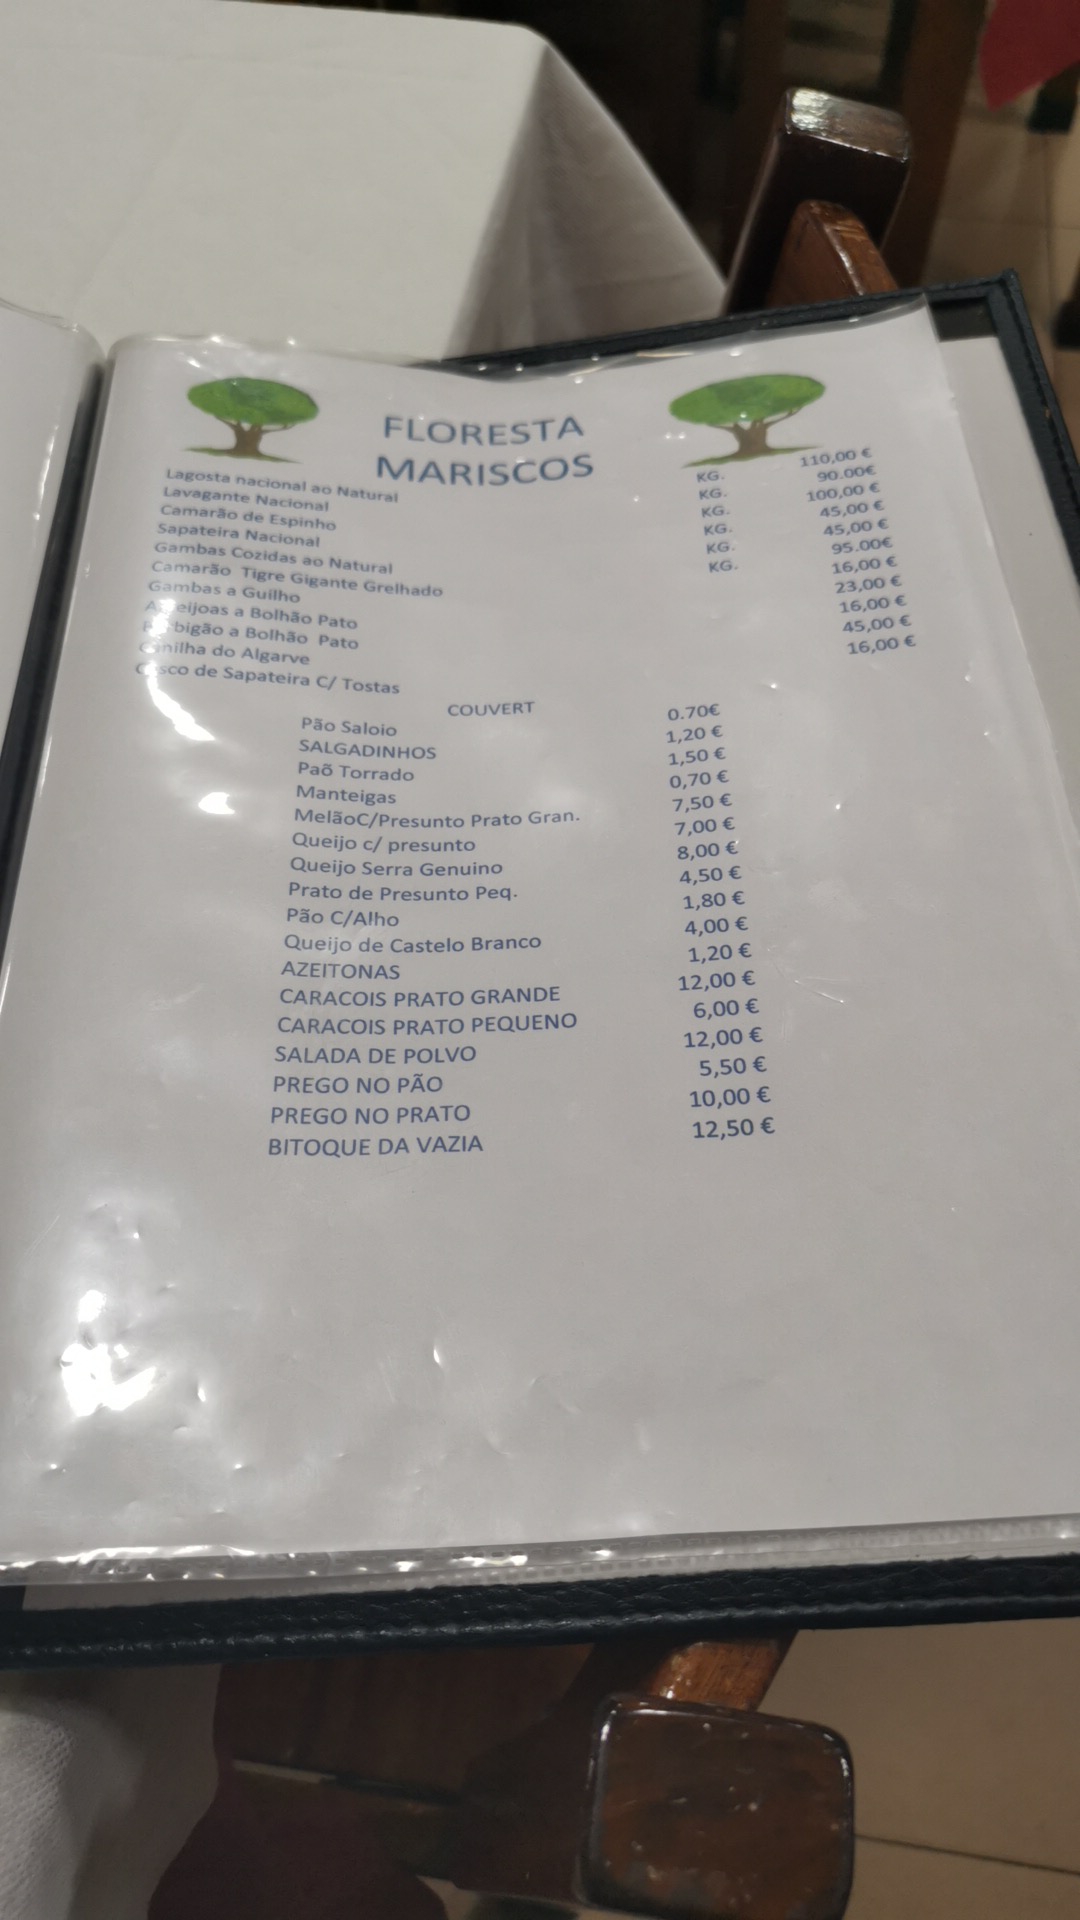 FLORESTA
MARISCOS
Lagosta nacional ao Natural KG. 110,00 €
Lavagante Nacional KG. 90.00€
Camarão de Espinho KG. 100,00 €
Sapateira Nacional KG. 45,00 €
Gambas Cozidas ao Natural KG. 45,00 €
Camarão Tigre Gigante Grelhado KG. 95.00€
Gambas a Guilho 16,00 €
a Bolhão Pato 23,00 €
a Bolhão Pato 16,00 €
do Algarve 45,00 €
de Sapateira C/ Tostas 16,00 €
COUVERT
Pão Saloio 0.70€
SALGADINHOS 1,20 €
Paõ Torrado 1,50 €
Manteigas 0,70 €
MelãoC/Presunto Prato Gran. 7,50 €
Queijo c/ presunto 7,00 €
Queijo Serra Genuino 8,00 €
Prato de Presunto Peq. 4,50 €
Pão C/Alho 1,80 €
Queijo de Castelo Branco 4,00 €
AZEITONAS 1,20 €
CARACOIS PRATO GRANDE 12,00 €
CARACOIS PRATO PEQUENO 6,00 €
SALADA DE POLVO 12,00 €
PREGO NO PÃO 5,50 €
PREGO NO PRATO 10,00 €
BITOQUE DA VAZIA 12,50 €